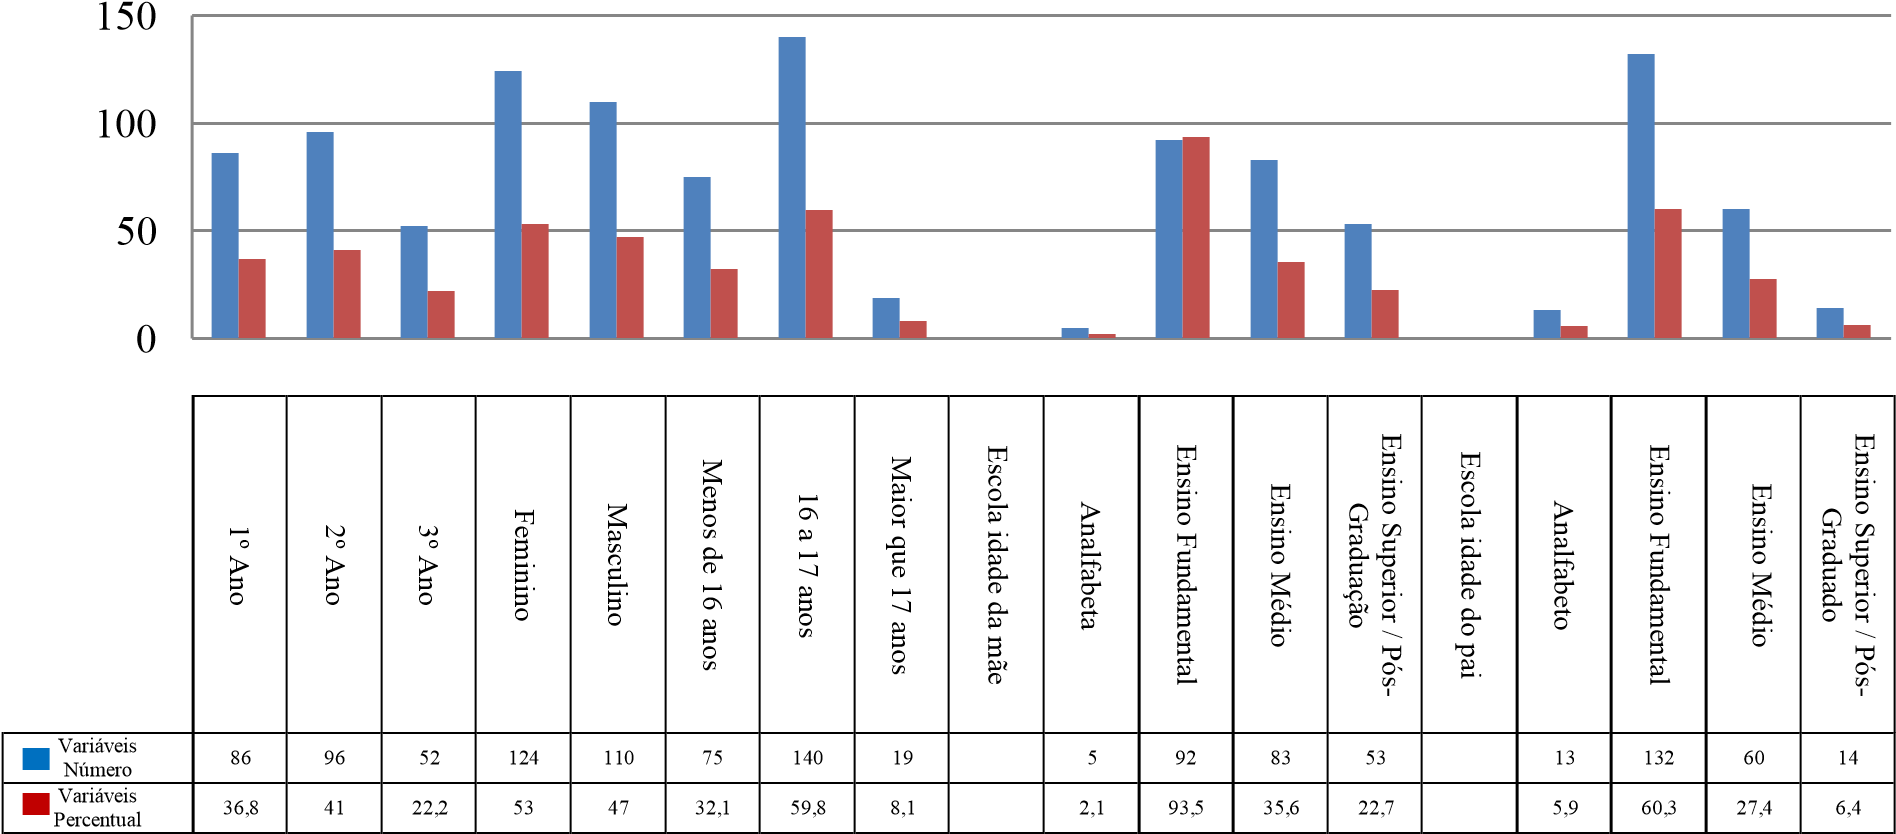 150
100
50
0
1º Ano
2º Ano
3º Ano
Feminino
Masculino
Menos de 16 anos
16 a 17 anos
Maior que 17 anos
Escola idade da mãe
Analfabeta
Ensino Fundamental
Ensino Médio
Ensino Superior / Pós-
Graduação
Escola idade do pai
Analfabeto
Ensino Fundamental
Ensino Médio
Ensino Superior / Pós-
Graduado
Variáveis
Número
86 96 52 124 110 75 140 19 5 92 83 53 13 132 60 14
Variáveis
Percentual
36,8 41 22,2 53 47 32,1 59,8 8,1 2,1 93,5 35,6 22,7 5,9 60,3 27,4 6,4